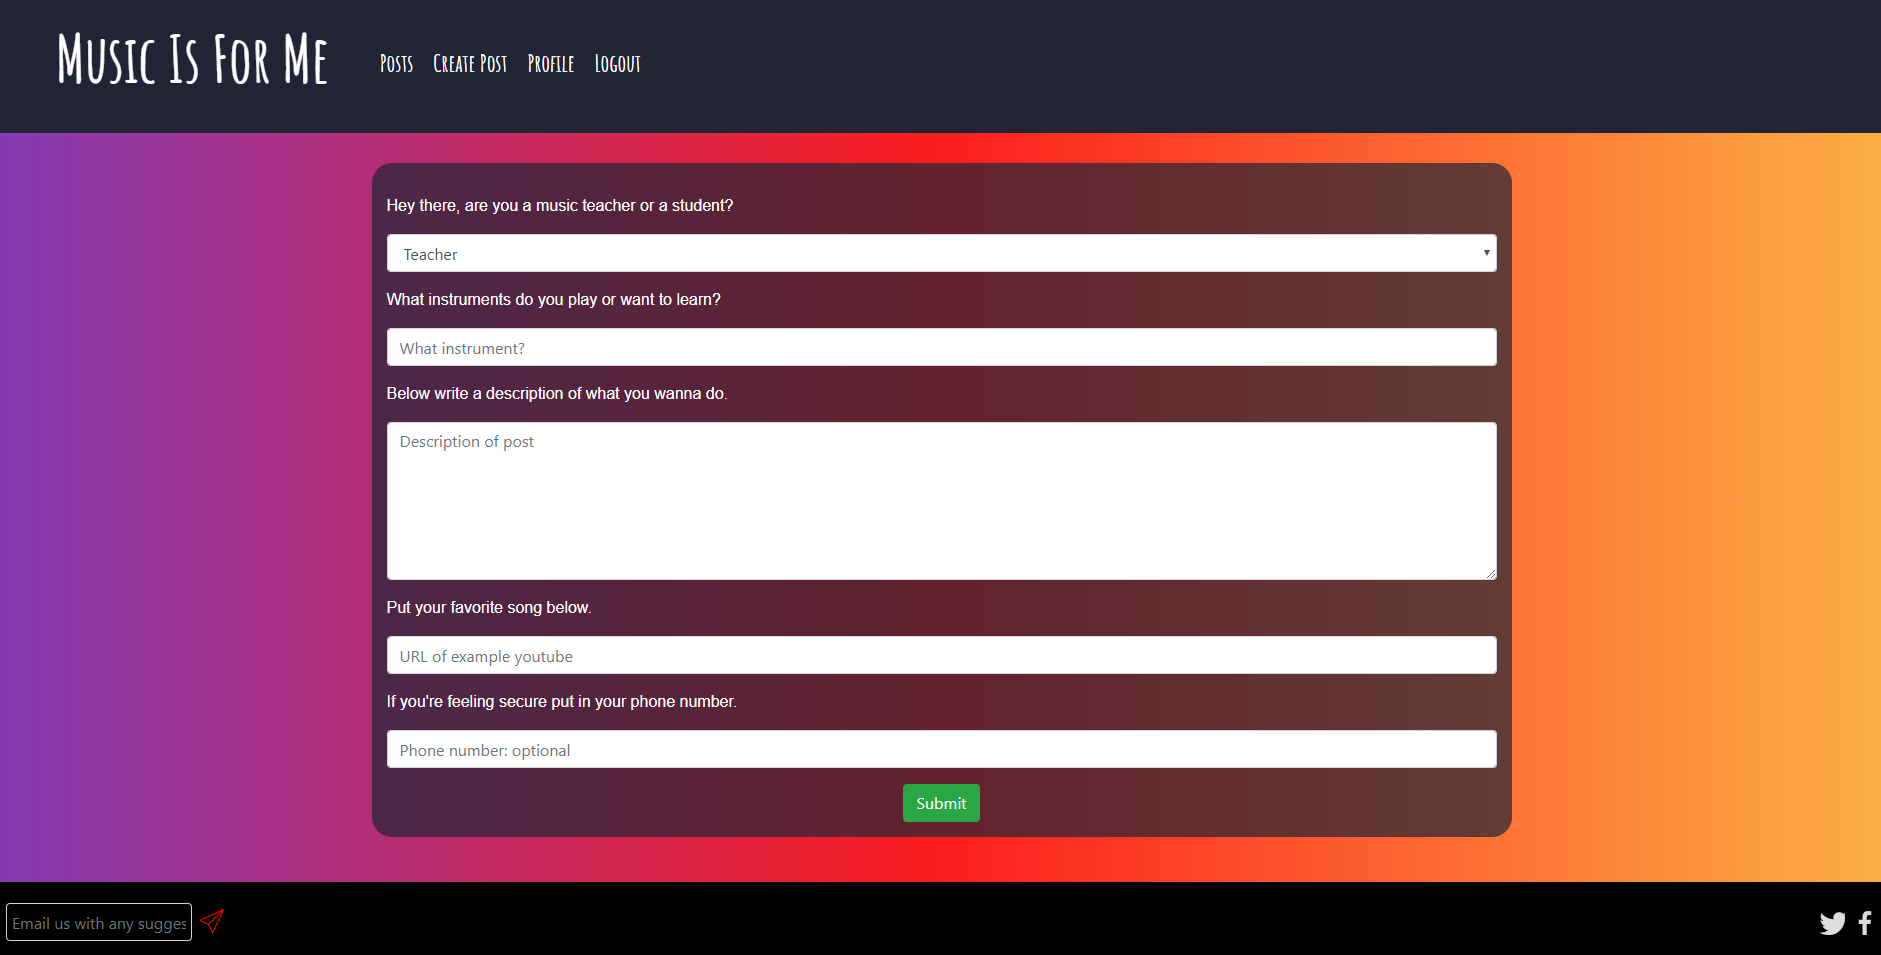 Music Is For Me
Posts Create Post Profile Logout
Hey there, are you a music teacher or a student?
Teacher
What instruments do you play or want to learn?
What instrument?
Below write a description of what you wanna do.
Description of post
Put your favorite song below.
URL of example youtube
If you're feeling secure put in your phone number.
Phone number: optional
Submit
Email us with any sugges